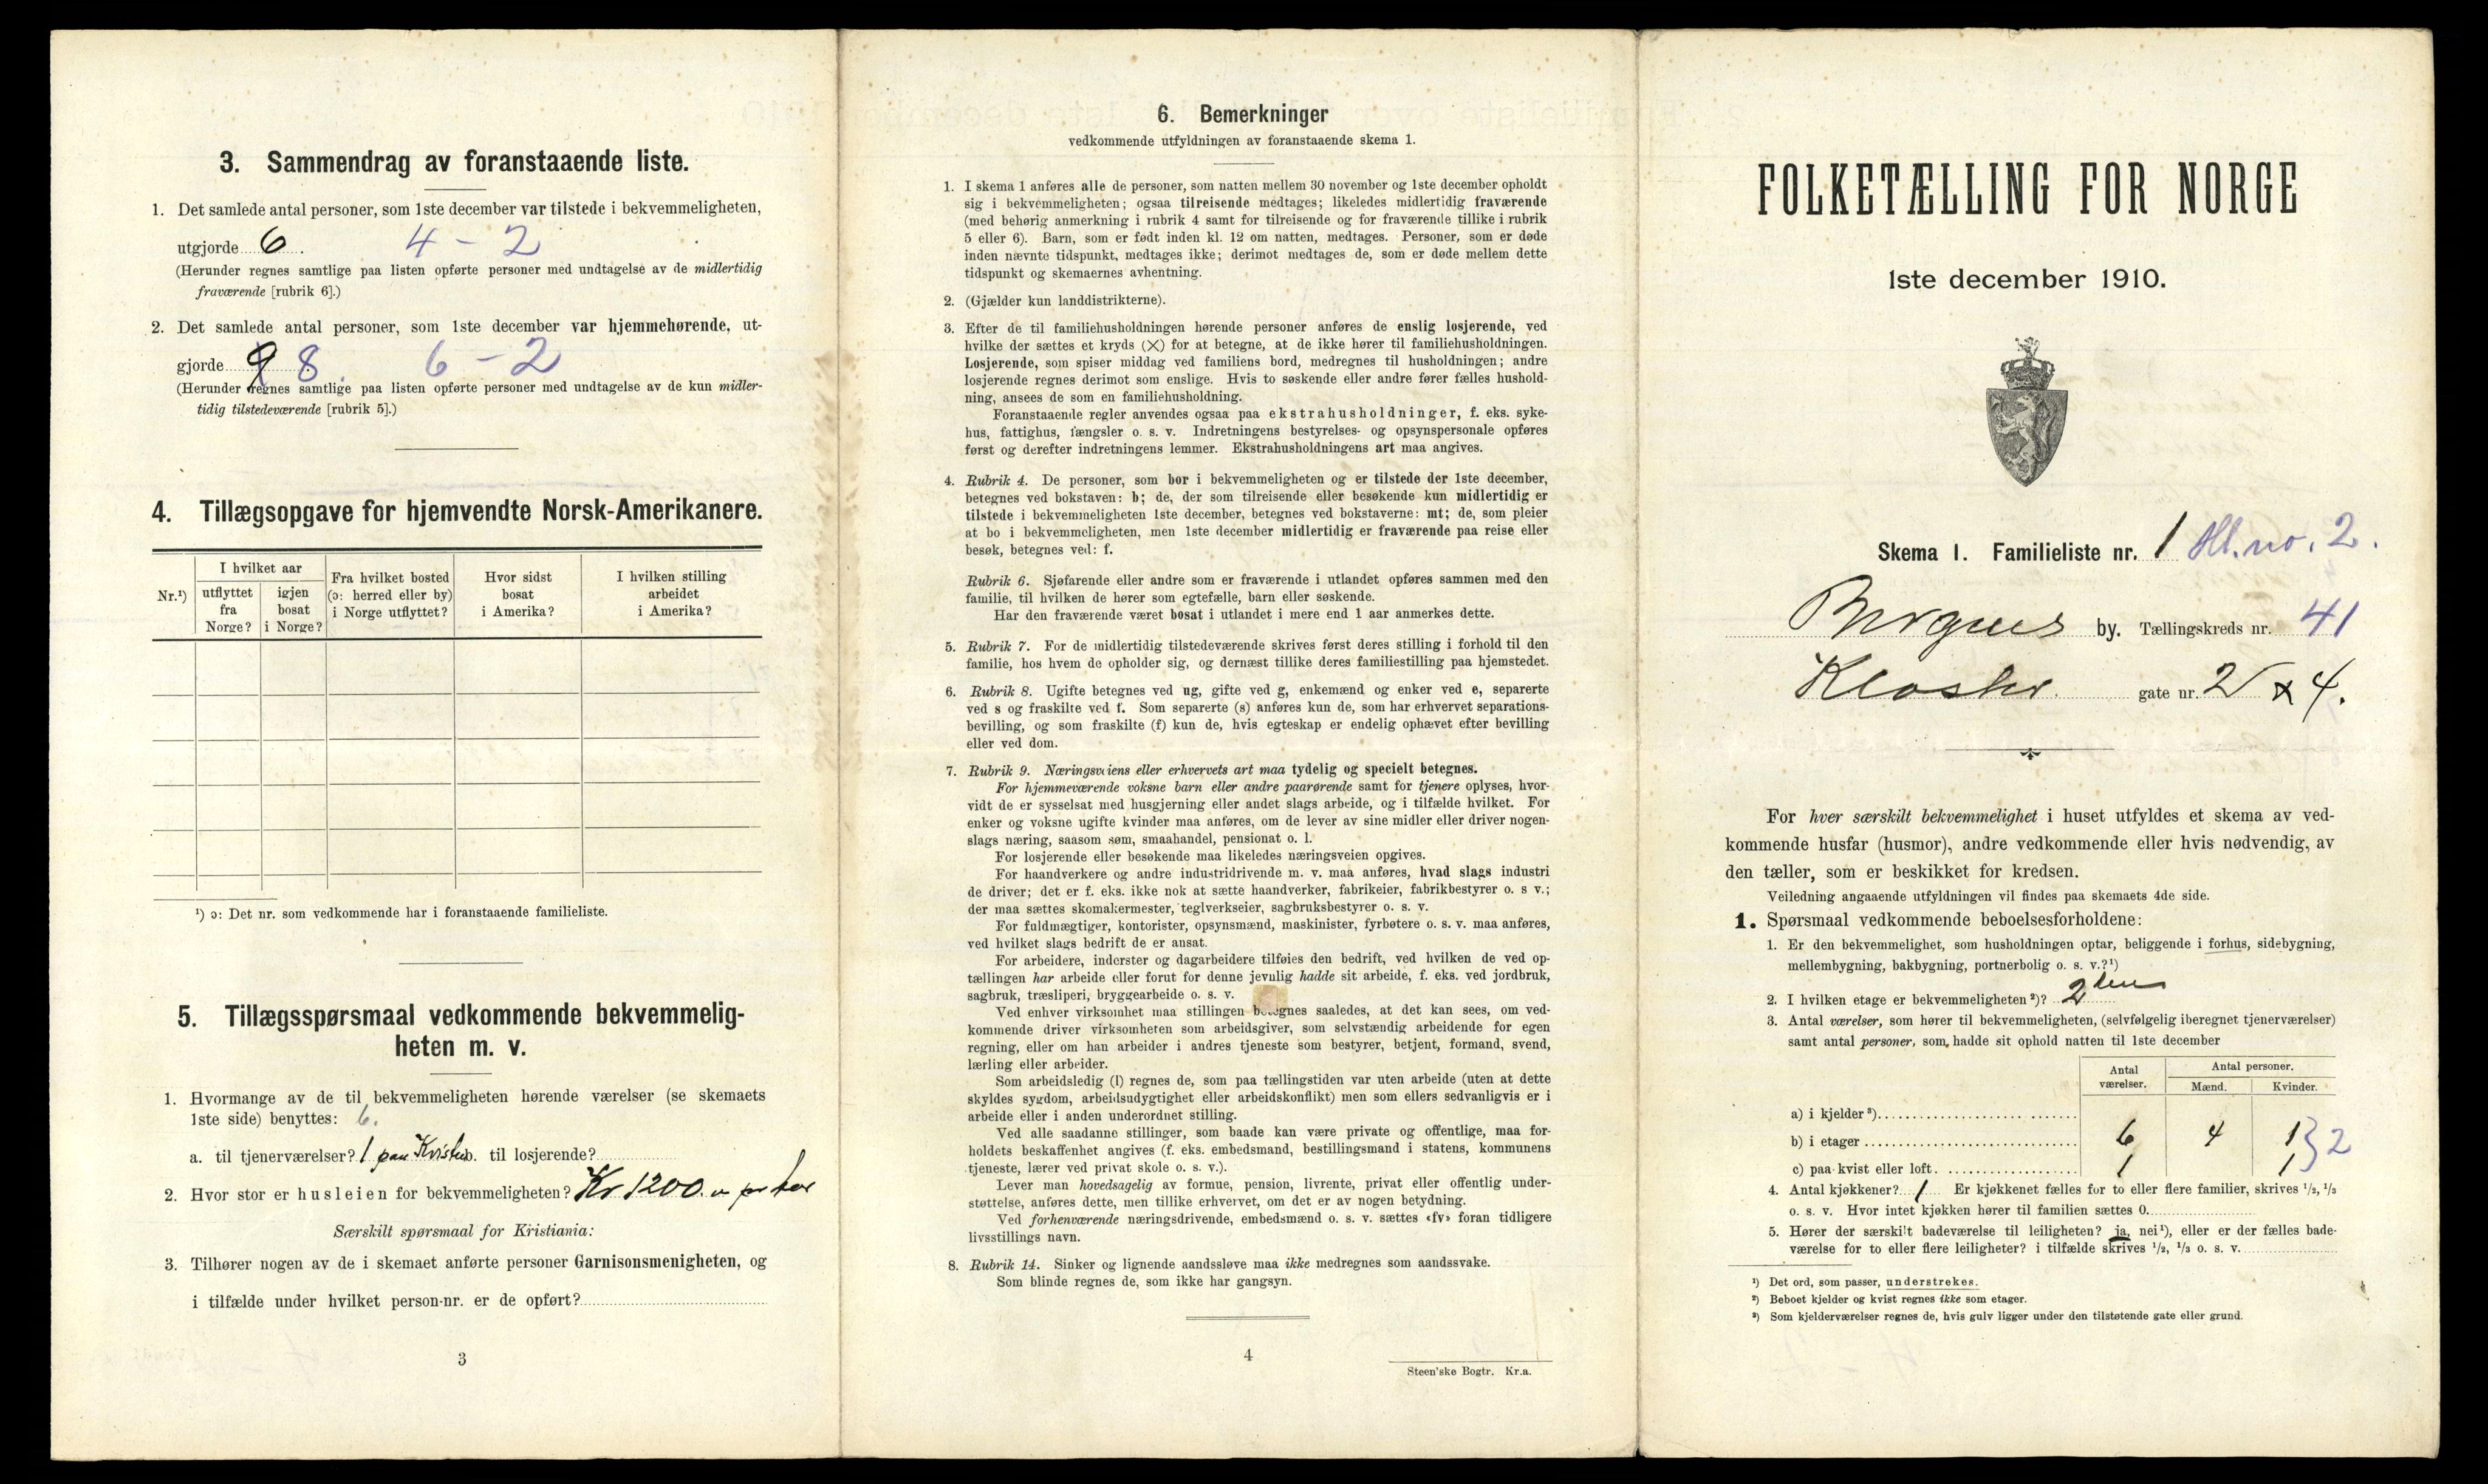 3. Sammendrag av foranstaaende liste.
1. Det samlede antal personer, som 1ste december var tilstede i bekvemmeligheten,
utgjorde 6. 4 - 2
(Herunder regnes samtlige paa listen opførte personer med undtagelse av de midlertidig
fraværende [rubrik 6].)
2. Det samlede antal personer, som 1ste december var hjemmehørende, ut-
gjorde 9 8. 6 - 2
(Herunder regnes samtlige paa listen opførte personer med undtagelse av de kun midler-
tidig tilstedeværende [rubrik 5].)
4. Tillægsopgave for hjemvendte Norsk-Amerikanere.
Nr.¹)
I hvilket aar
utflyttet fra Norge?
igjen bosat i Norge?
Fra hvilket bosted (ɔ: herred eller by) i Norge utflyttet?
Hvor sidst bosat i Amerika?
I hvilken stilling arbeidet i Amerika?
¹) ɔ: Det nr. som vedkommende har i foranstaaende familieliste.
5. Tillægsspørsmaal vedkommende bekvemmelig-
heten m. v.
1. Hvormange av de til bekvemmeligheten hørende værelser (se skemaets
1ste side) benyttes: 6.
a. til tjenerværelser? 1 paa Kvisten b. til losjerende?
2. Hvor stor er husleien for bekvemmeligheten? Kr 1200.
Særskilt spørsmaal for Kristiania:
3. Tilhører nogen av de i skemaet anførte personer Garnisonsmenigheten, og
i tilfælde under hvilket person-nr. er de opført?
3
6. Bemerkninger
vedkommende utfyldningen av foranstaaende skema 1.
1. I skema 1 anføres alle de personer, som natten mellem 30 november og 1ste december opholdt
sig i bekvemmeligheten; ogsaa tilreisende medtages; likeledes midlertidig fraværende
(med behørig anmerkning i rubrik 4 samt for tilreisende og for fraværende tillike i rubrik
5 eller 6). Barn, som er født inden kl. 12 om natten, medtages. Personer, som er døde
inden nævnte tidspunkt, medtages ikke; derimot medtages de, som er døde mellem dette
tidspunkt og skemaernes avhentning.
2. (Gjælder kun landdistrikterne).
3. Efter de til familiehusholdningen hørende personer anføres de enslig losjerende, ved
hvilke der sættes et kryds (×) for at betegne, at de ikke hører til familiehusholdningen.
Losjerende, som spiser middag ved familiens bord, medregnes til husholdningen; andre
losjerende regnes derimot som enslige. Hvis to søskende eller andre fører fælles hushold-
ning, ansees de som en familiehusholdning.
Foranstaaende regler anvendes ogsaa paa ekstrahusholdninger, f. eks. syke-
hus, fattighus, fængsler o. s. v. Indretningens bestyrelses- og opsynspersonale opføres
først og derefter indretningens lemmer. Ekstrahusholdningens art maa angives.
4. Rubrik 4. De personer, som bor i bekvemmeligheten og er tilstede der 1ste december,
betegnes ved bokstaven: b; de, der som tilreisende eller besøkende kun midlertidig er
tilstede i bekvemmeligheten 1ste december, betegnes ved bokstaverne: mt; de, som pleier
at bo i bekvemmeligheten, men 1ste december midlertidig er fraværende paa reise eller
besøk, betegnes ved: f.
Rubrik 6. Sjøfarende eller andre som er fraværende i utlandet opføres sammen med den
familie, til hvilken de hører som egtefælle, barn eller søskende.
Har den fraværende været bosat i utlandet i mere end 1 aar anmerkes dette.
5. Rubrik 7. For de midlertidig tilstedeværende skrives først deres stilling i forhold til den
familie, hos hvem de opholder sig, og dernæst tillike deres familiestilling paa hjemstedet.
6. Rubrik 8. Ugifte betegnes ved ug, gifte ved g, enkemænd og enker ved e, separerte
ved s og fraskilte ved f. Som separerte (s) anføres kun de, som har erhvervet separations-
bevilling, og som fraskilte (f) kun de, hvis egteskap er endelig ophævet efter bevilling
eller ved dom.
7. Rubrik 9. Næringsveiens eller erhvervets art maa tydelig og specielt betegnes.
For hjemmeværende voksne barn eller andre paarørende samt for tjenere oplyses, hvor-
vidt de er sysselsat med husgjerning eller andet slags arbeide, og i tilfælde hvilket. For
enker og voksne ugifte kvinder maa anføres, om de lever av sine midler eller driver nogen-
slags næring, saasom søm, smaahandel, pensionat o. l.
For losjerende eller besøkende maa likeledes næringsveien opgives.
For haandverkere og andre industridrivende m. v. maa anføres, hvad slags industri
de driver; det er f. eks. ikke nok at sætte haandverker, fabrikeier, fabrikbestyrer o. s v.;
der maa sættes skomakermester, teglverkseier, sagbruksbestyrer o. s. v.
For fuldmægtiger, kontorister, opsynsmænd, maskinister, fyrbøtere o. s. v. maa anføres,
ved hvilket slags bedrift de er ansat.
For arbeidere, inderster og dagarbeidere tilføies den bedrift, ved hvilken de ved op-
tællingen har arbeide eller forut for denne jevnlig hadde sit arbeide, f. eks. ved jordbruk,
sagbruk, træsliperi, bryggearbeide o. s. v.
Ved enhver virksomhet maa stillingen betegnes saaledes, at det kan sees, om ved-
kommende driver virksomheten som arbeidsgiver, som selvstændig arbeidende for egen
regning, eller om han arbeider i andres tjeneste som bestyrer, betjent, formand, svend,
lærling eller arbeider.
Som arbeidsledig (l) regnes de, som paa tællingstiden var uten arbeide (uten at dette
skyldes sygdom, arbeidsudygtighet eller arbeidskonflikt) men som ellers sedvanligvis er i
arbeide eller i anden underordnet stilling.
Ved alle saadanne stillinger, som baade kan være private og offentlige, maa for-
holdets beskaffenhet angives (f. eks. embedsmand, bestillingsmand i statens, kommunens
tjeneste, lærer ved privat skole o. s. v.).
Lever man hovedsagelig av formue, pension, livrente, privat eller offentlig under-
støttelse, anføres dette, men tillike erhvervet, om det er av nogen betydning.
Ved forhenværende næringsdrivende, embedsmænd o. s. v. sættes «fv» foran tidligere
livsstillings navn.
8. Rubrik 14. Sinker og lignende aandssløve maa ikke medregnes som aandssvake.
Som blinde regnes de, som ikke har gangsyn.
4
Steen'ske Bogtr. Kr.a.
FOLKETÆLLING FOR NORGE
1ste december 1910.
Skema 1. Familieliste nr. 1 Hl. no. 2.
Bergens by. Tællingskreds nr. 41
Kloster gate nr. 2 × 4.
For hver særskilt bekvemmelighet i huset utfyldes et skema av ved-
kommende husfar (husmor), andre vedkommende eller hvis nødvendig, av
den tæller, som er beskikket for kredsen.
Veiledning angaaende utfyldningen vil findes paa skemaets 4de side.
1. Spørsmaal vedkommende beboelsesforholdene:
1. Er den bekvemmelighet, som husholdningen optar, beliggende i forhus, sidebygning,
mellembygning, bakbygning, portnerbolig o. s. v.?¹)
2. I hvilken etage er bekvemmeligheten²)? 2den
3. Antal værelser, som hører til bekvemmeligheten, (selvfølgelig iberegnet tjenerværelser)
samt antal personer, som hadde sit ophold natten til 1ste december
Antal værelser. Antal personer.
Mænd. Kvinder.
a) i kjelder³)
b) i etager 6 4 1 } 2
c) paa kvist eller loft. 1 1
4. Antal kjøkkener? 1 Er kjøkkenet fælles for to eller flere familier, skrives ¹/₂, ¹/₃
o. s. v. Hvor intet kjøkken hører til familien sættes 0.
5. Hører der særskilt badeværelse til leiligheten? ja, nei¹), eller er der fælles bade-
værelse for to eller flere leiligheter? i tilfælde skrives ¹/₂, ¹/₃ o. s. v.
¹) Det ord, som passer, understrekes.
²) Beboet kjelder og kvist regnes ikke som etager.
³) Som kjelderværelser regnes de, hvis gulv ligger under den tilstøtende gate eller grund.